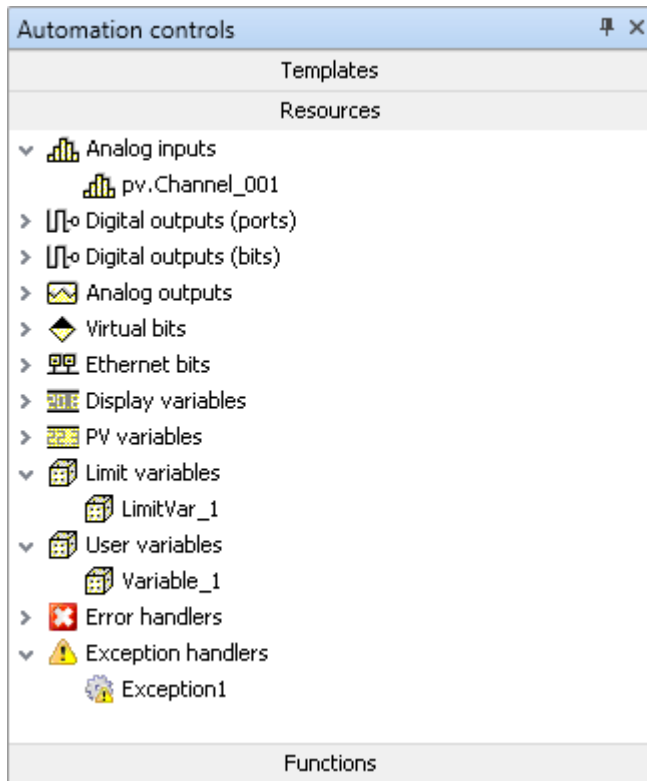 Automation controls
Templates
Resources
Analog inputs
pv.Channel_001
Digital outputs (ports)
Digital outputs (bits)
Analog outputs
Virtual bits
Ethernet bits
Display variables
PV variables
Limit variables
LimitVar_1
User variables
Variable_1
Error handlers
Exception handlers
Exception1
Functions